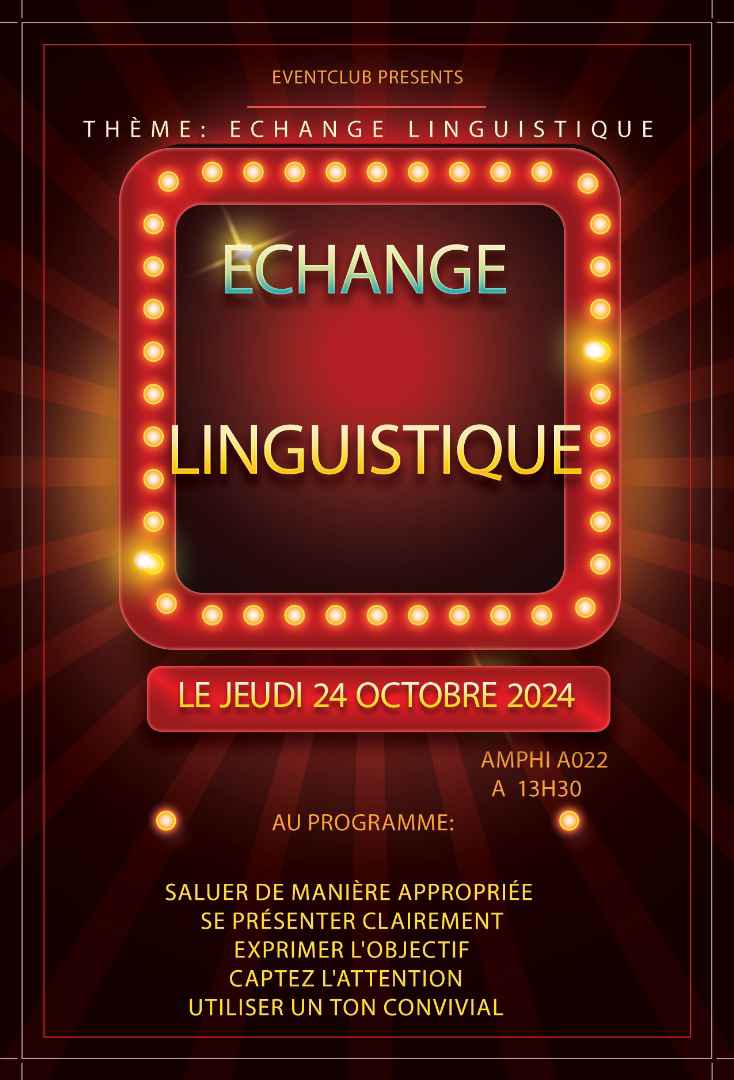 EVENTCLUB PRESENTS
THÈME: ECHANGE LINGUISTIQUE
ECHANGE
LINGUISTIQUE
LE JEUDI 24 OCTOBRE 2024
AMPHI A022
A 13H30
AU PROGRAMME:
SALUER DE MANIÈRE APPROPRIÉE
SE PRÉSENTER CLAIREMENT
EXPRIMER L'OBJECTIF
CAPTEZ L'ATTENTION
UTILISER UN TON CONVIVIAL